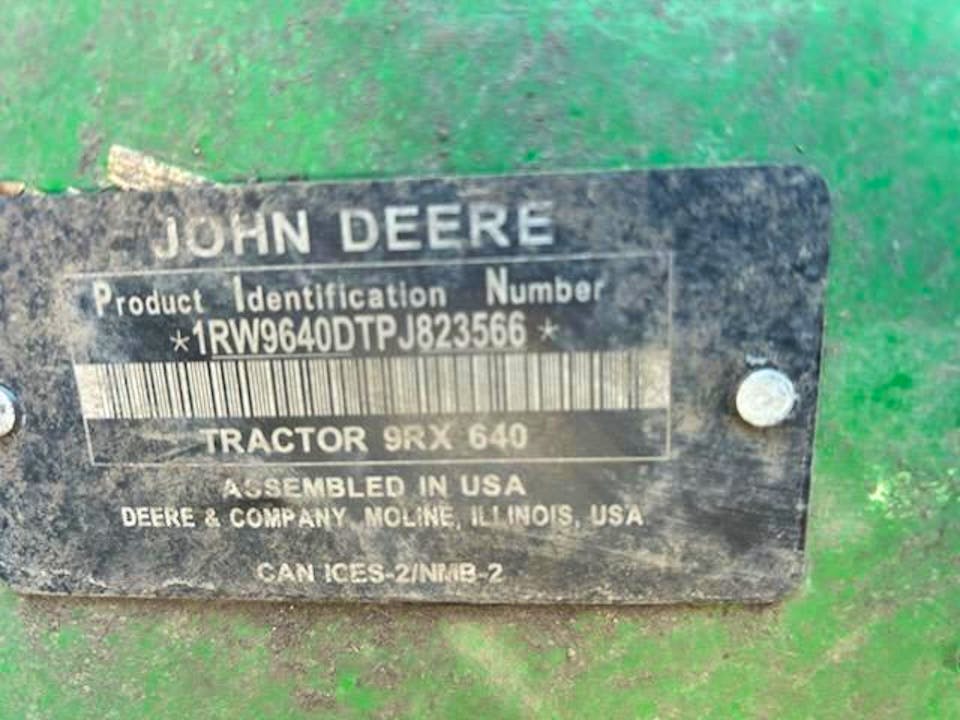 JOHN DEERE
Product Identification Number
*1RW9640DTPJ823566*
TRACTOR 9RX 640
ASSEMBLED IN USA
DEERE & COMPANY MOLINE, ILLINOIS, USA
CAN ICES-2/NMB-2